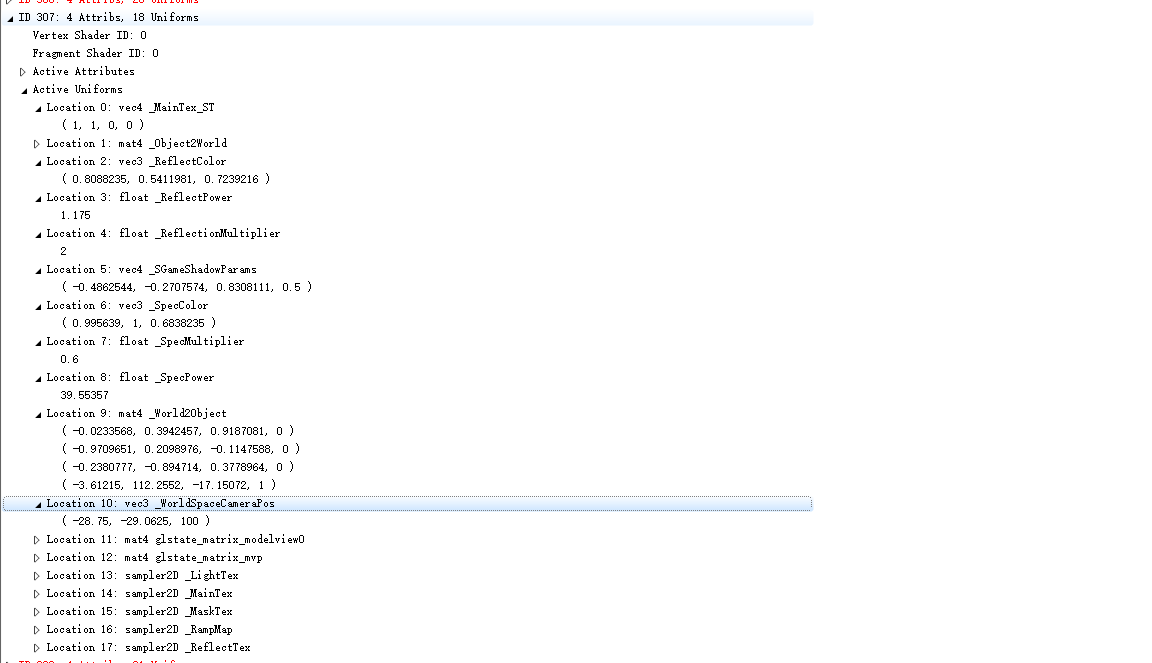 ID 306: 4 Attribs, 20 Uniforms
ID 307: 4 Attribs, 18 Uniforms
Vertex Shader ID: 0
Fragment Shader ID: 0
Active Attributes
Active Uniforms
Location 0: vec4 _MainTex_ST
( 1, 1, 0, 0 )
Location 1: mat4 _Object2World
Location 2: vec3 _ReflectColor
( 0.8088235, 0.5411981, 0.7239216 )
Location 3: float _ReflectPower
1.175
Location 4: float _ReflectionMultiplier
2
Location 5: vec4 _SGameShadowParams
( -0.4862544, -0.2707574, 0.8308111, 0.5 )
Location 6: vec3 _SpecColor
( 0.995639, 1, 0.6838235 )
Location 7: float _SpecMultiplier
0.6
Location 8: float _SpecPower
39.55357
Location 9: mat4 _World2Object
( -0.0233568, 0.3942457, 0.9187081, 0 )
( -0.9709651, 0.2098976, -0.1147588, 0 )
( -0.2380777, -0.894714, 0.3778964, 0 )
( -3.61215, 112.2552, -17.15072, 1 )
Location 10: vec3 _WorldSpaceCameraPos
( -28.75, -29.0625, 100 )
Location 11: mat4 glstate_matrix_modelview0
Location 12: mat4 glstate_matrix_mvp
Location 13: sampler2D _LightTex
Location 14: sampler2D _MainTex
Location 15: sampler2D _MaskTex
Location 16: sampler2D _RampMap
Location 17: sampler2D _ReflectTex